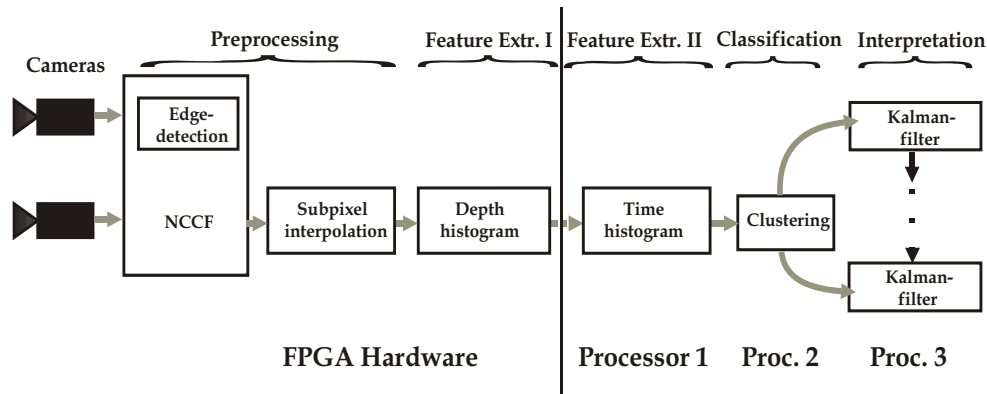 Preprocessing
Feature Extr. I
Feature Extr. II
Classification
Interpretation
Cameras
Edge-
detection
NCCF
Subpixel
interpolation
Depth
histogram
Time
histogram
Clustering
Kalman-
filter
Kalman-
filter
FPGA Hardware
Processor 1
Proc. 2
Proc. 3